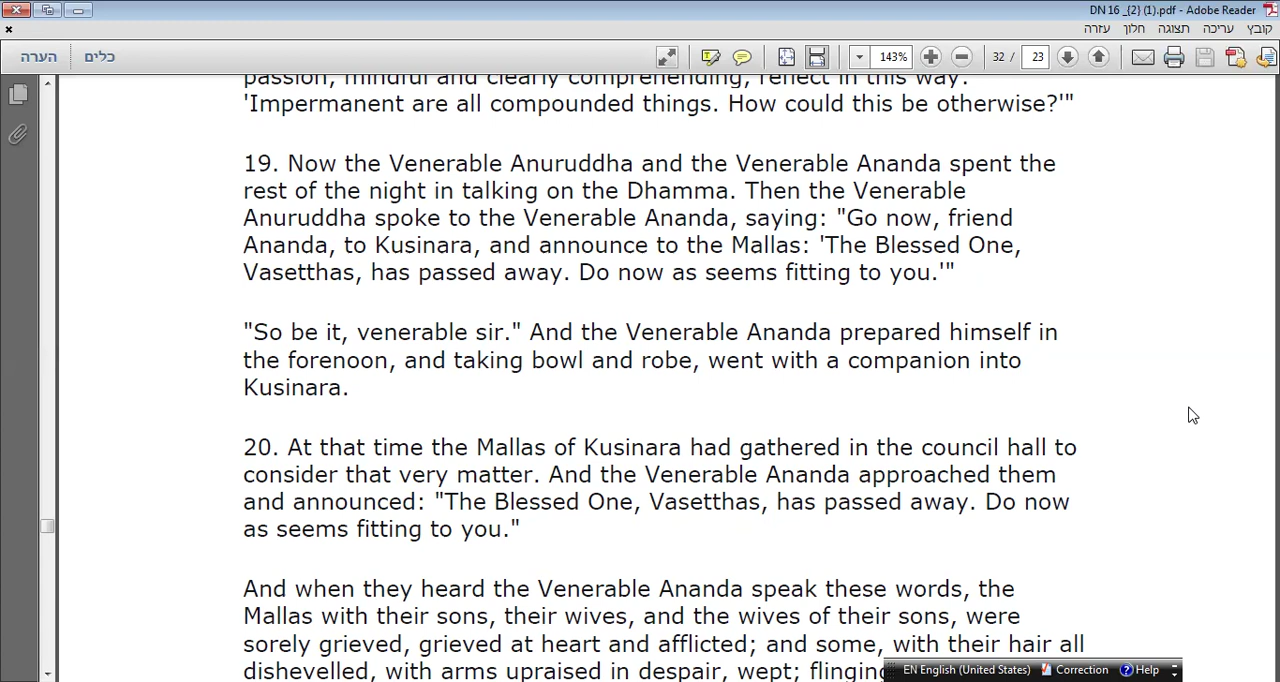 DN 16 _{2} (1).pdf - Adobe Reader
קובץ עריכה תצוגה חלון עזרה
הערה כלים 143% 32 / 23
passion, mindful and clearly comprehending, reflect in this way:
'Impermanent are all compounded things. How could this be otherwise?'"
19. Now the Venerable Anuruddha and the Venerable Ananda spent the
rest of the night in talking on the Dhamma. Then the Venerable
Anuruddha spoke to the Venerable Ananda, saying: "Go now, friend
Ananda, to Kusinara, and announce to the Mallas: 'The Blessed One,
Vasetthas, has passed away. Do now as seems fitting to you.'"
"So be it, venerable sir." And the Venerable Ananda prepared himself in
the forenoon, and taking bowl and robe, went with a companion into
Kusinara.
20. At that time the Mallas of Kusinara had gathered in the council hall to
consider that very matter. And the Venerable Ananda approached them
and announced: "The Blessed One, Vasetthas, has passed away. Do now
as seems fitting to you."
And when they heard the Venerable Ananda speak these words, the
Mallas with their sons, their wives, and the wives of their sons, were
sorely grieved, grieved at heart and afflicted; and some, with their hair all
dishevelled, with arms upraised in despair, wept; flinging
EN English (United States) Correction Help